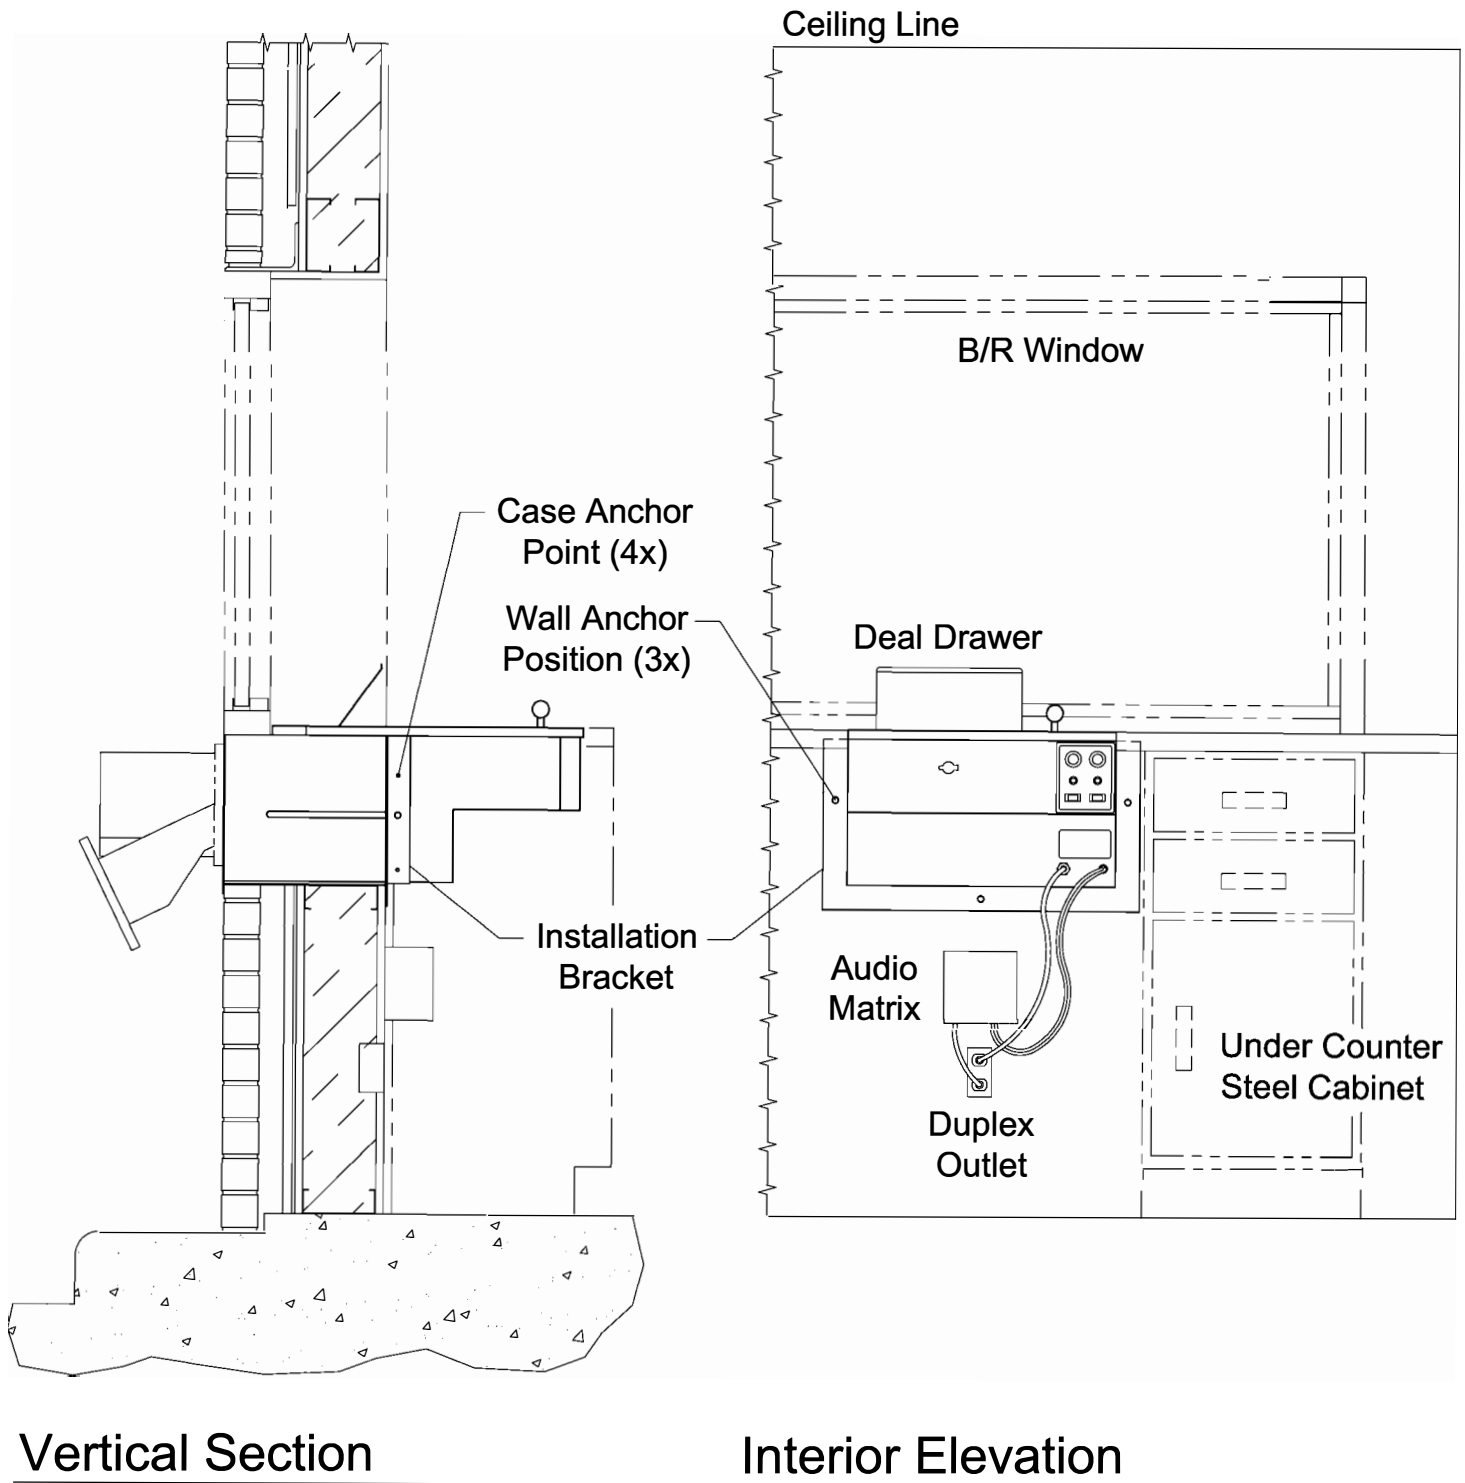 Ceiling Line
B/R Window
Case Anchor
Point (4x)
Wall Anchor
Position (3x)
Deal Drawer
Installation
Bracket
Audio
Matrix
Under Counter
Steel Cabinet
Duplex
Outlet
Vertical Section
Interior Elevation